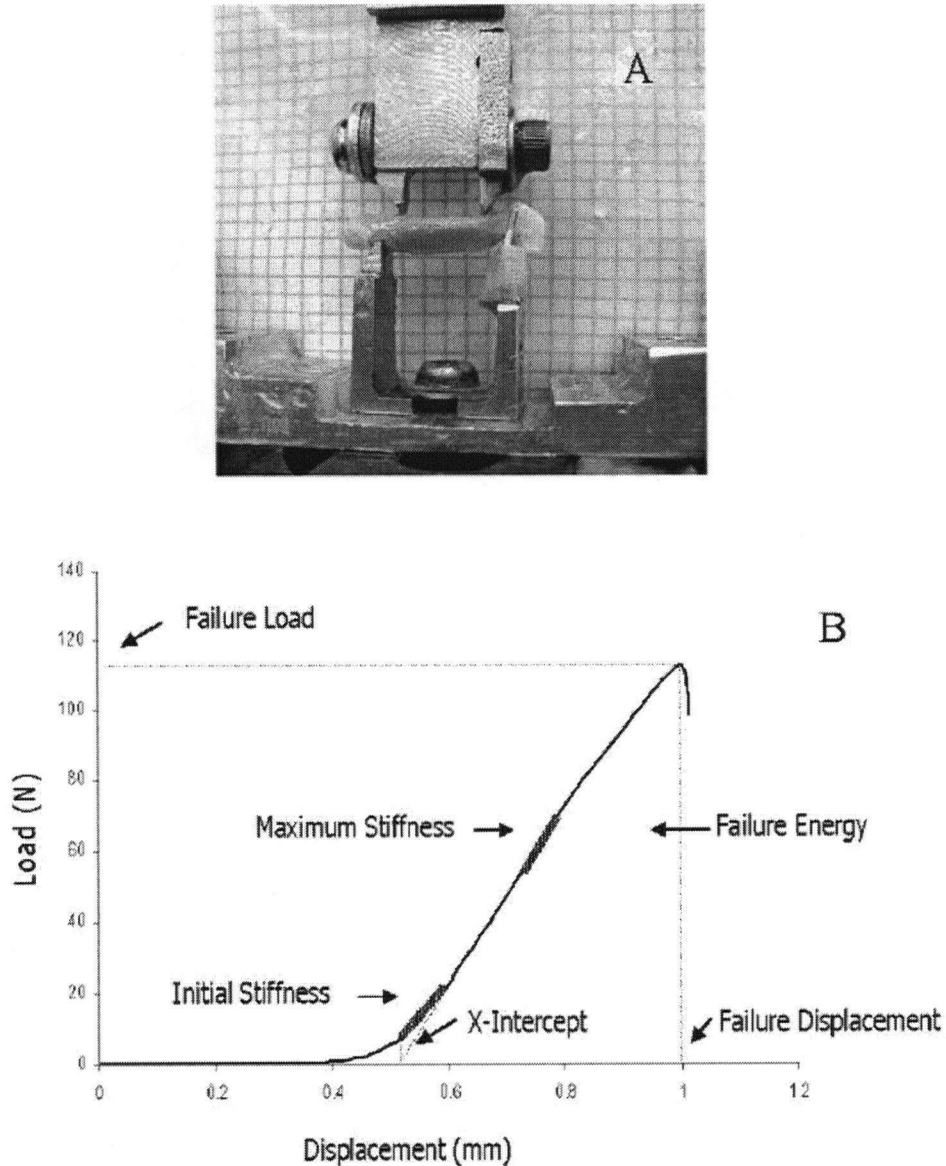 A
B
140
120
100
80
60
40
20
0
Failure Load
Maximum Stiffness
Failure Energy
Initial Stiffness
X-Intercept
Failure Displacement
Load (N)
0
0.2
0.4
0.6
0.8
1
1.2
Displacement (mm)